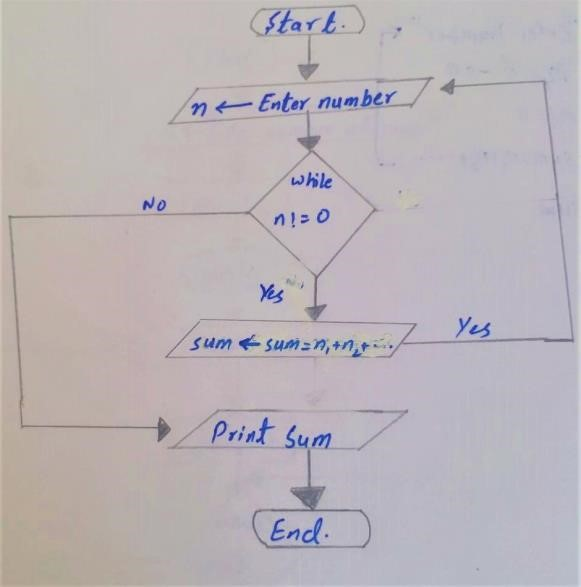 Start.
n ← Enter number
while
n!=0
No
Yes
sum ← sum=n₁+n₂+....
Yes
Print Sum
End.